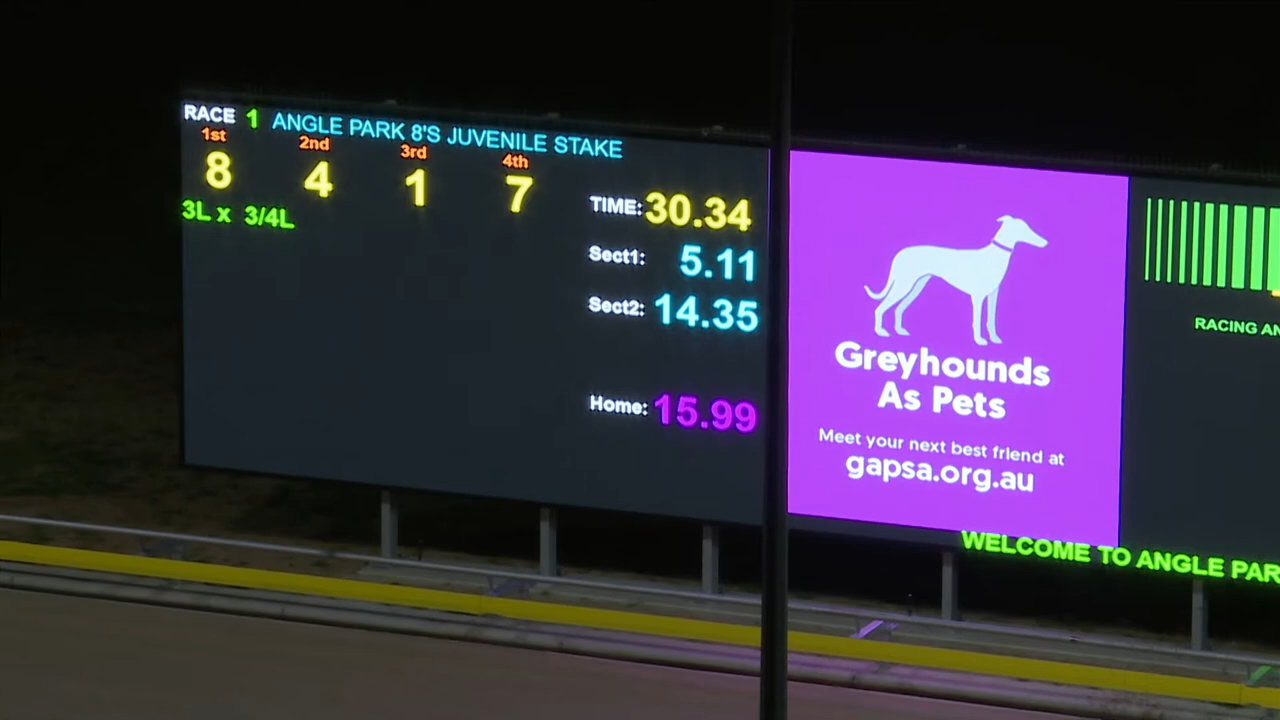 RACE 1 ANGLE PARK 8'S JUVENILE STAKE
1st 2nd 3rd 4th
8 4 1 7
3L x 3/4L
TIME: 30.34
Sect1: 5.11
Sect2: 14.35
Home: 15.99
Greyhounds
As Pets
Meet your next best friend at
gapsa.org.au
RACING AN
WELCOME TO ANGLE PAR